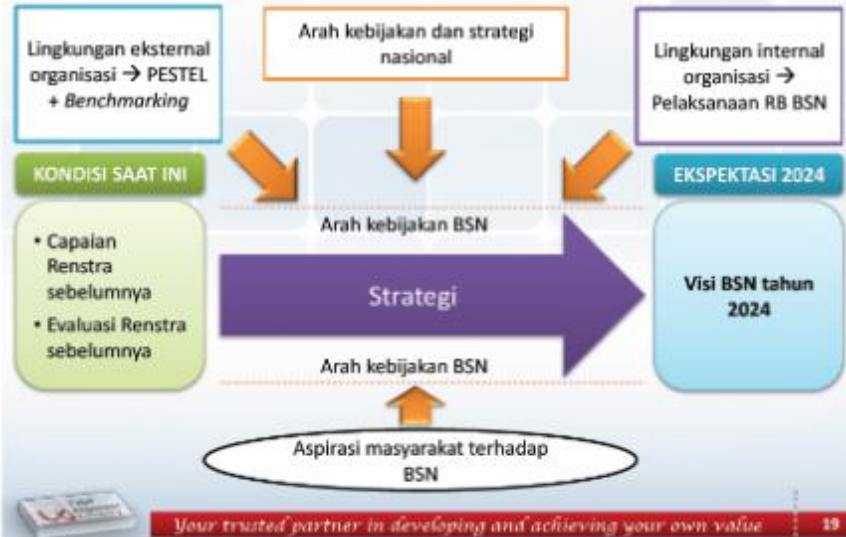 Lingkungan eksternal
organisasi → PESTEL
+ Benchmarking
Arah kebijakan dan strategi
nasional
Lingkungan internal
organisasi →
Pelaksanaan RB BSN
KONDISI SAAT INI
EKSPEKTASI 2024
Arah kebijakan BSN
• Capaian
Renstra
sebelumnya
• Evaluasi Renstra
sebelumnya
Strategi
Visi BSN tahun
2024
Arah kebijakan BSN
Aspirasi masyarakat terhadap
BSN
Your trusted partner in developing and achieving your own value
19